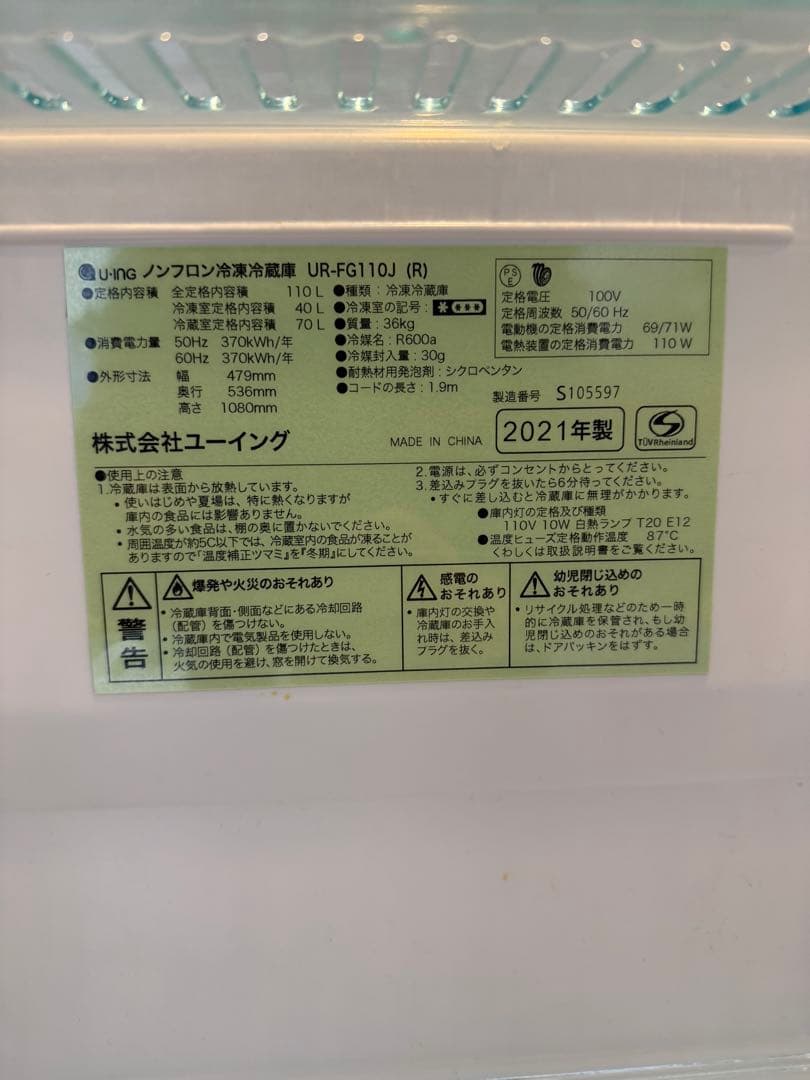 U-ING ノンフロン冷凍冷蔵庫 UR-FG110J (R)
●定格内容積 全定格内容積 110 L
冷凍室定格内容積 40 L
冷蔵室定格内容積 70 L
●消費電力量 50Hz 370kWh/年
60Hz 370kWh/年
●外形寸法 幅 479mm
奥行 536mm
高さ 1080mm
●種類：冷凍冷蔵庫
●冷凍室の記号：
●質量：36kg
●冷媒名：R600a
●冷媒封入量：30g
●断熱材用発泡剤：シクロペンタン
●コードの長さ：1.9m
PSE
定格電圧 100V
定格周波数 50/60 Hz
電動機の定格消費電力 69/71W
電熱装置の定格消費電力 110 W
製造番号 S105597
株式会社ユーイング
MADE IN CHINA
2021年製
TÜVRheinland
●使用上の注意
1.冷蔵庫は表面から放熱しています。
・使いはじめや夏場は、特に熱くなりますが
庫内の食品には影響ありません。
・水気の多い食品は、棚の奥に置かないでください。
・周囲温度が約5℃以下では、冷蔵室内の食品が凍ることが
ありますので「温度補正ツマミ」を『冬期』にしてください。
2.電源は、必ずコンセントからとってください。
3.差込みプラグを抜いたら6分待ってください。
・すぐに差し込むと冷蔵庫に無理がかかります。
●庫内灯の定格及び種類
110V 10W 白熱ランプ T20 E12
●温度ヒューズ定格動作温度 87℃
くわしくは取扱説明書をご覧ください。
警告
爆発や火災のおそれあり
・冷蔵庫背面・側面などにある冷却回路
（配管）を傷つけない。
・冷蔵庫内で電気製品を使用しない。
・冷却回路（配管）を傷つけたときは、
火気の使用を避け、窓を開けて換気する。
感電の
おそれあり
・庫内灯の交換や
冷蔵庫のお手入
れ時は、差込み
プラグを抜く。
幼児閉じ込めの
おそれあり
・リサイクル処理などのため一時
的に冷蔵庫を保管され、もし幼
児閉じ込めのおそれがある場合
は、ドアパッキンをはずす。